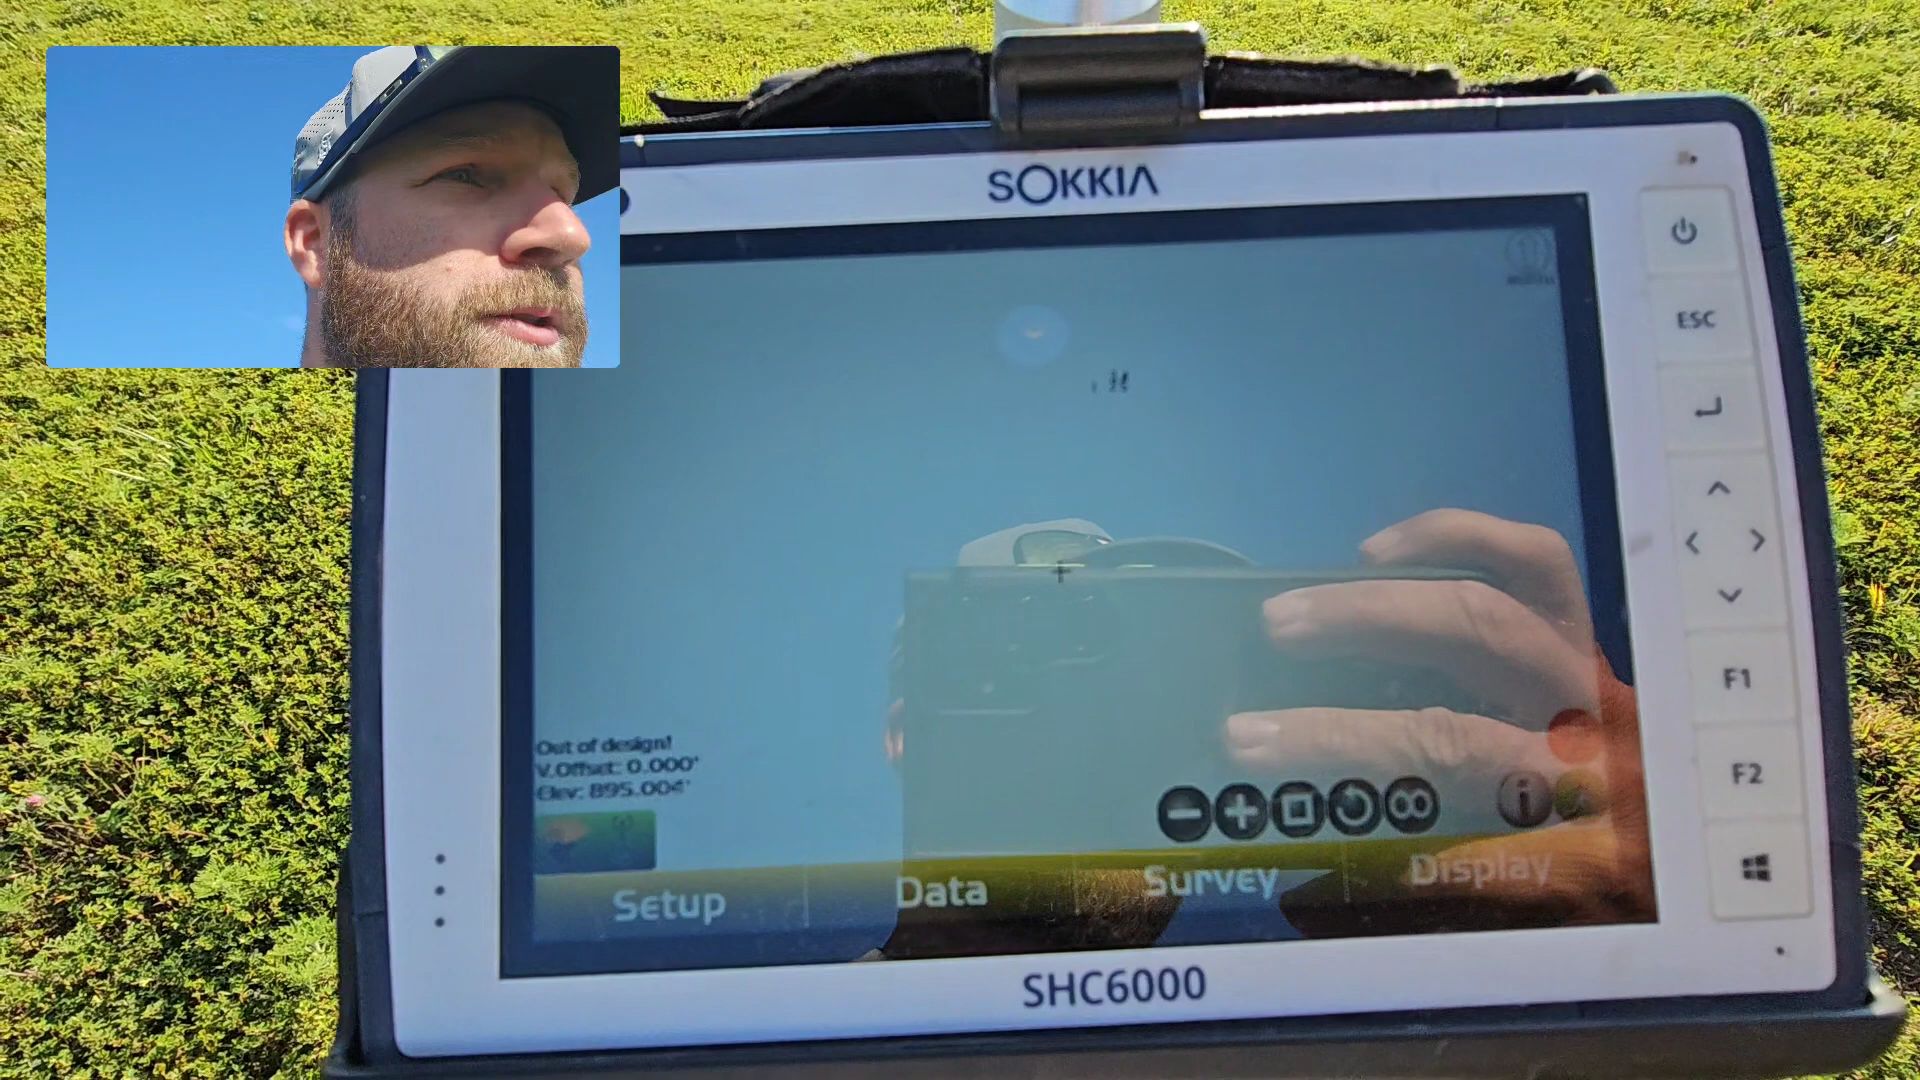 SOKKIA
ESC
Out of design!
V.Offset: 0.000'
Elev: 895.004'
F1
F2
Setup Data Survey Display
SHC6000